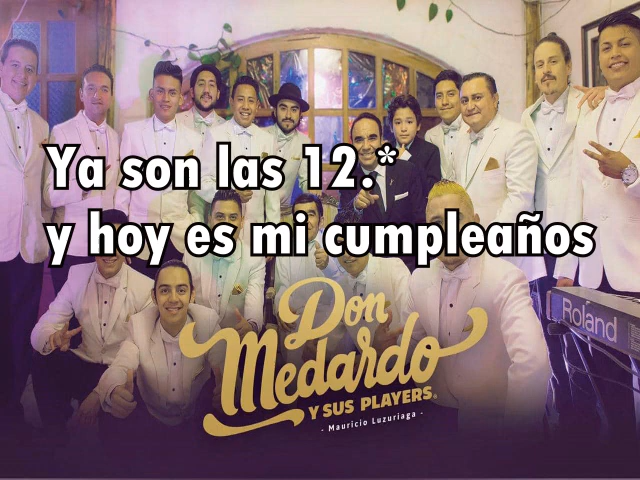 Ya son las 12.*
y hoy es mi cumpleaños
Don
Medardo
Y SUS PLAYERS®
- Mauricio Luzuriaga -
Roland